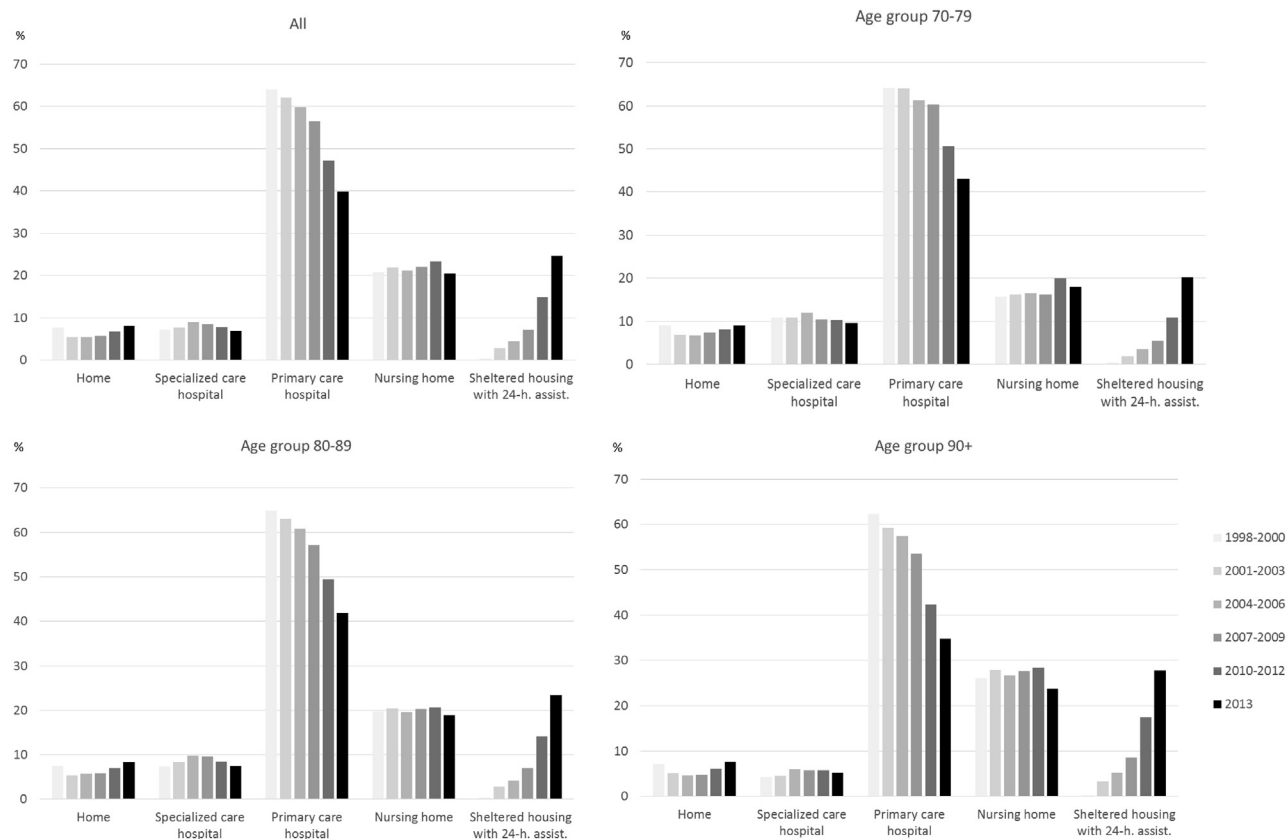 All
%
70
60
50
40
30
20
10
0
Home
Specialized care
hospital
Primary care
hospital
Nursing home
Sheltered housing
with 24-h. assist.
Age group 70-79
%
70
60
50
40
30
20
10
0
Home
Specialized care
hospital
Primary care
hospital
Nursing home
Sheltered housing
with 24-h. assist.
Age group 80-89
%
70
60
50
40
30
20
10
0
Home
Specialized care
hospital
Primary care
hospital
Nursing home
Sheltered housing
with 24-h. assist.
Age group 90+
%
70
60
50
40
30
20
10
0
Home
Specialized care
hospital
Primary care
hospital
Nursing home
Sheltered housing
with 24-h. assist.
1998-2000
2001-2003
2004-2006
2007-2009
2010-2012
2013